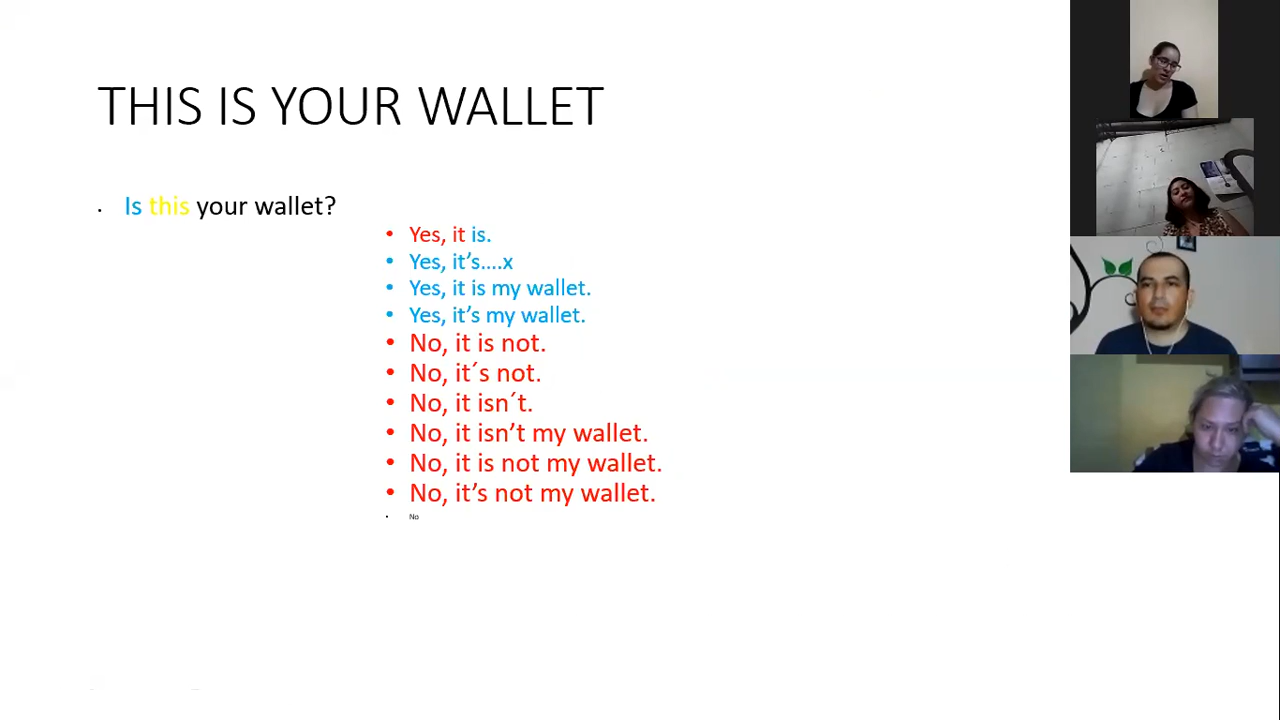 THIS IS YOUR WALLET
• Is this your wallet?
• Yes, it is.
• Yes, it’s....x
• Yes, it is my wallet.
• Yes, it’s my wallet.
• No, it is not.
• No, it´s not.
• No, it isn´t.
• No, it isn’t my wallet.
• No, it is not my wallet.
• No, it’s not my wallet.
• No